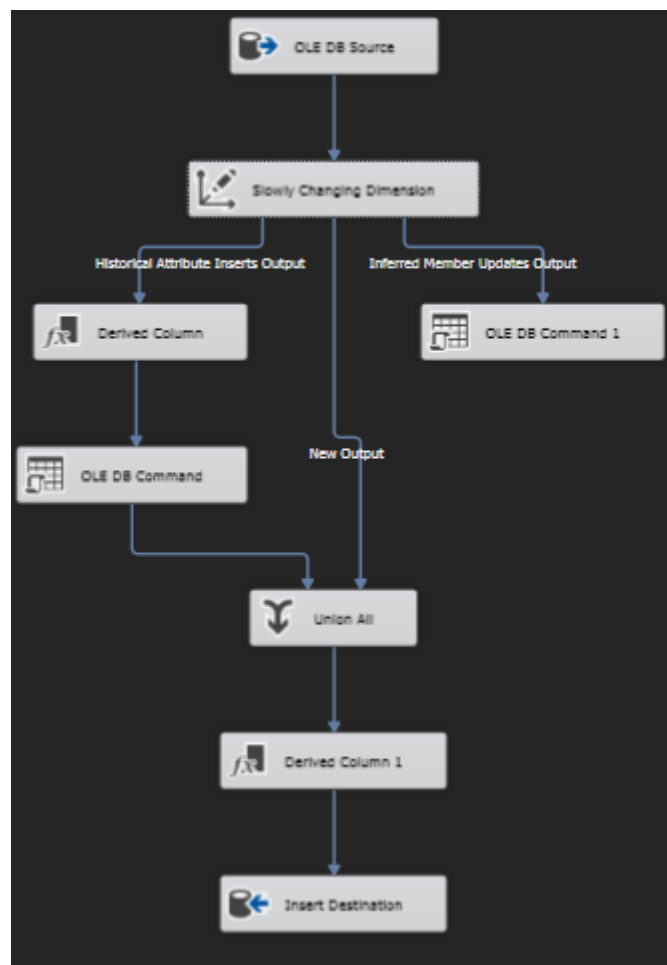 OLE DB Source
Slowly Changing Dimension
Historical Attribute Inserts Output
Inferred Member Updates Output
Derived Column
OLE DB Command 1
New Output
OLE DB Command
Union All
Derived Column 1
Insert Destination